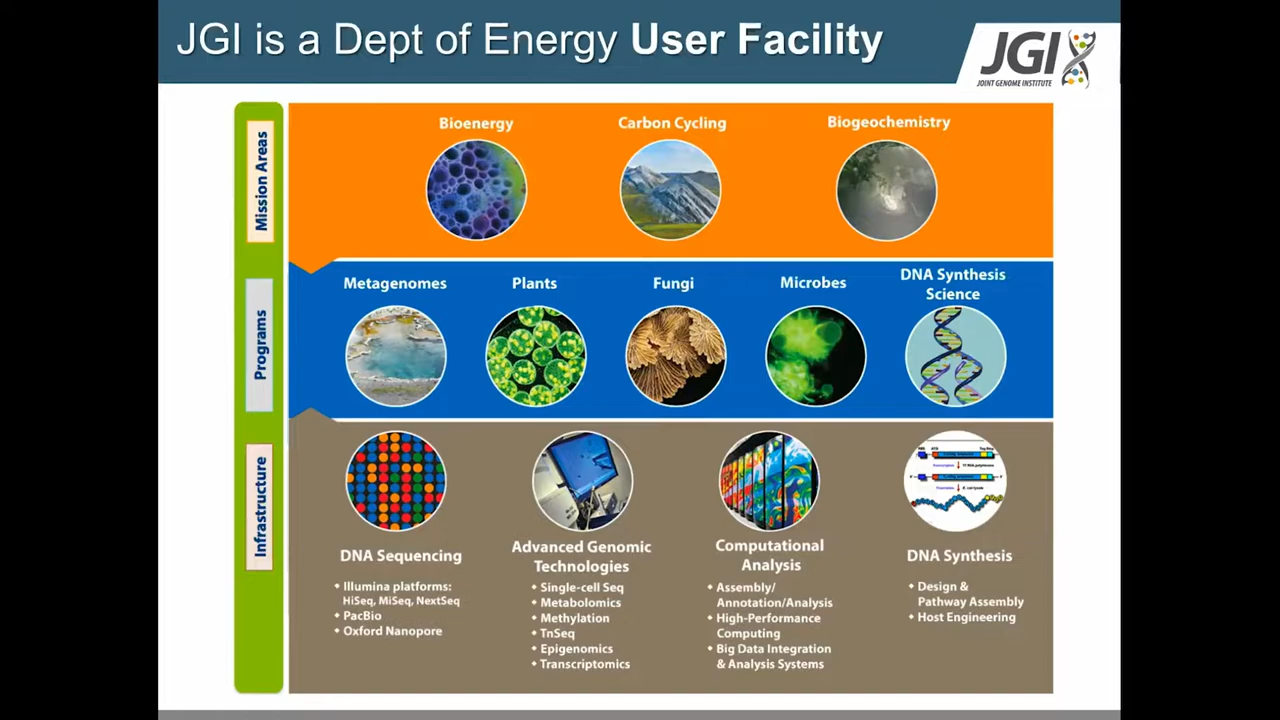 JGI is a Dept of Energy User Facility
JGI
JOINT GENOME INSTITUTE
Mission Areas
Bioenergy
Carbon Cycling
Biogeochemistry
Programs
Metagenomes
Plants
Fungi
Microbes
DNA Synthesis
Science
Infrastructure
DNA Sequencing
• Illumina platforms:
HiSeq, MiSeq, NextSeq
• PacBio
• Oxford Nanopore
Advanced Genomic
Technologies
• Single-cell Seq
• Metabolomics
• Methylation
• TnSeq
• Epigenomics
• Transcriptomics
Computational
Analysis
• Assembly/
Annotation/Analysis
• High-Performance
Computing
• Big Data Integration
& Analysis Systems
DNA Synthesis
• Design &
Pathway Assembly
• Host Engineering